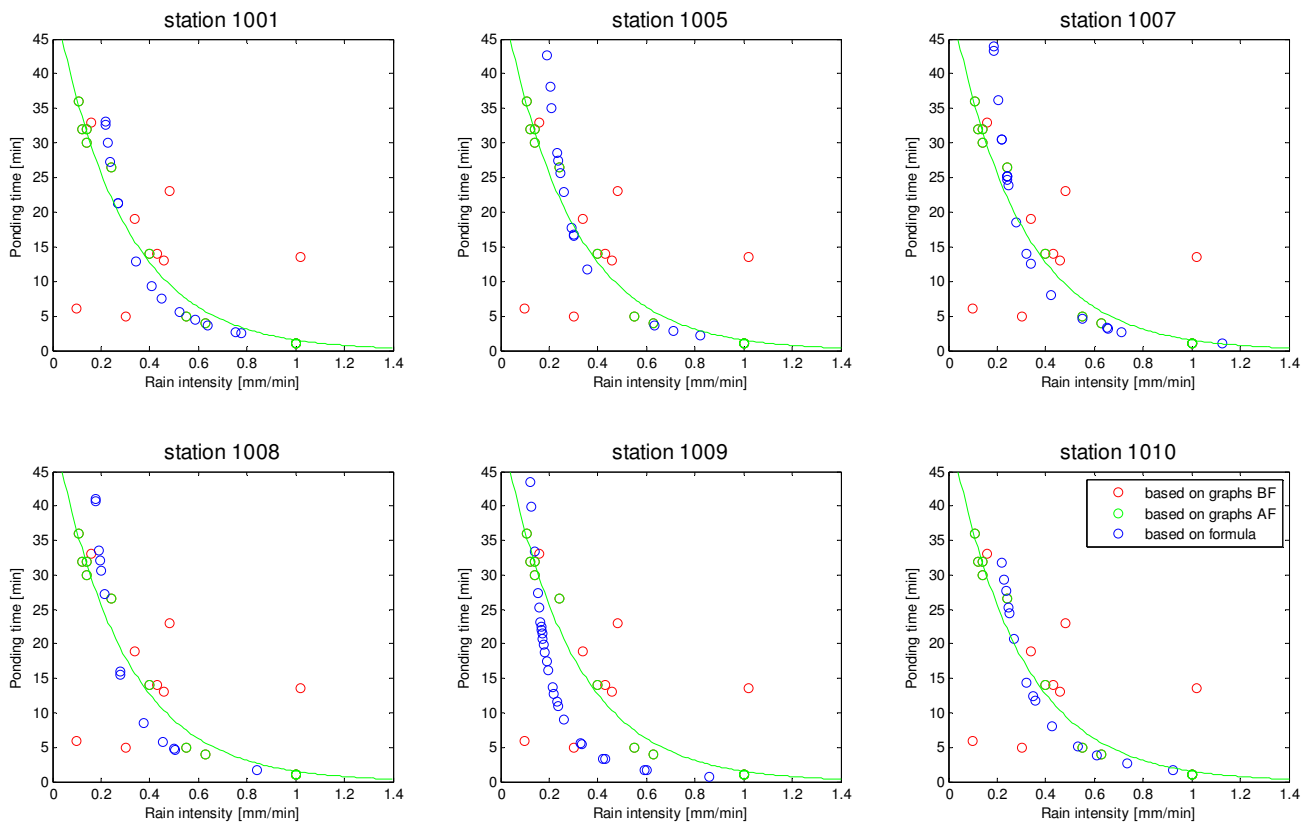 station 1001
45
40
35
30
25
20
15
10
5
0
Ponding time [min]
0 0.2 0.4 0.6 0.8 1 1.2 1.4
Rain intensity [mm/min]
station 1005
45
40
35
30
25
20
15
10
5
0
Ponding time [min]
0 0.2 0.4 0.6 0.8 1 1.2 1.4
Rain intensity [mm/min]
station 1007
45
40
35
30
25
20
15
10
5
0
Ponding time [min]
0 0.2 0.4 0.6 0.8 1 1.2 1.4
Rain intensity [mm/min]
station 1008
45
40
35
30
25
20
15
10
5
0
Ponding time [min]
0 0.2 0.4 0.6 0.8 1 1.2 1.4
Rain intensity [mm/min]
station 1009
45
40
35
30
25
20
15
10
5
0
Ponding time [min]
0 0.2 0.4 0.6 0.8 1 1.2 1.4
Rain intensity [mm/min]
station 1010
45
40
35
30
25
20
15
10
5
0
Ponding time [min]
0 0.2 0.4 0.6 0.8 1 1.2 1.4
Rain intensity [mm/min]
based on graphs BF
based on graphs AF
based on formula